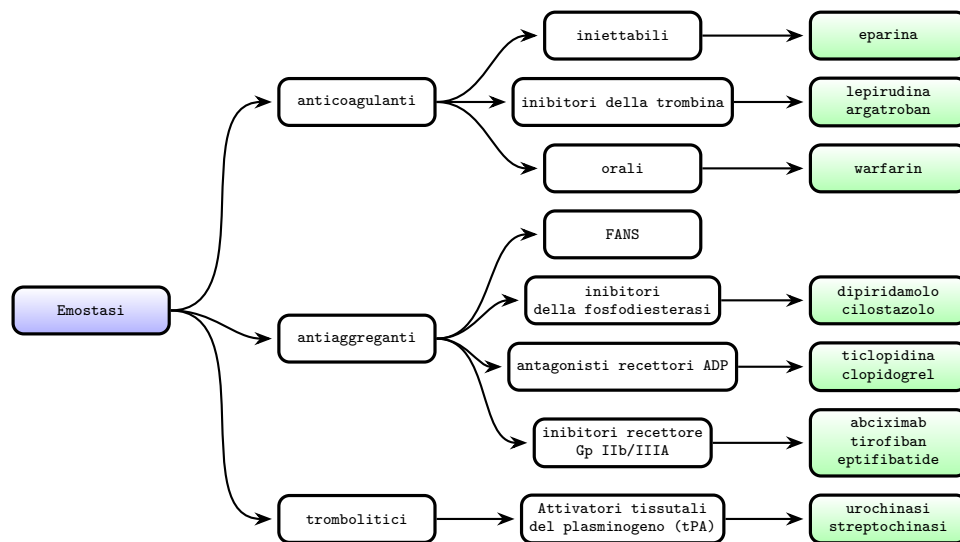 iniettabili
eparina
anticoagulanti
inibitori della trombina
lepirudina
argatroban
orali
warfarin
FANS
Emostasi
inibitori
della fosfodiesterasi
dipiridamolo
cilostazolo
antiaggreganti
antagonisti recettori ADP
ticlopidina
clopidogrel
inibitori recettore
Gp IIb/IIIA
abciximab
tirofiban
eptifibatide
trombolitici
Attivatori tissutali
del plasminogeno (tPA)
urochinasi
streptochinasi